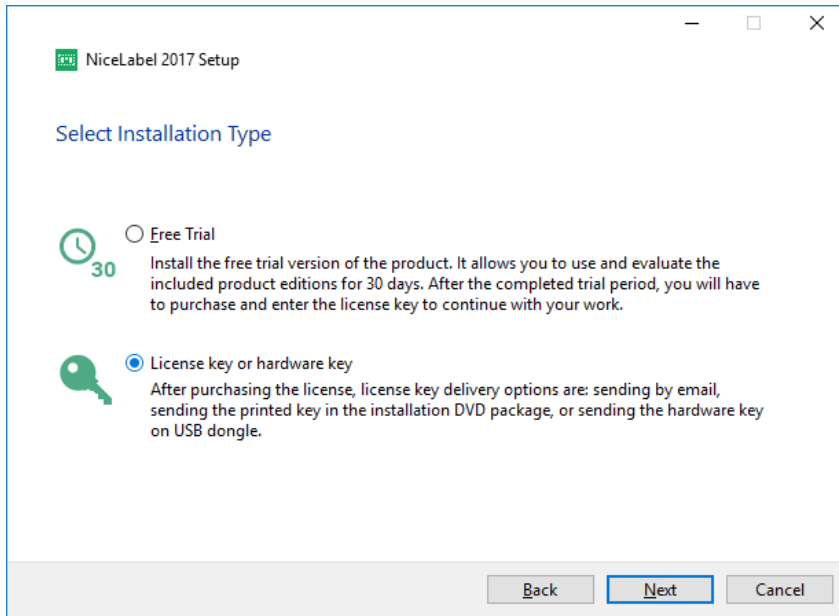 NiceLabel 2017 Setup
Select Installation Type
Free Trial
30
Install the free trial version of the product. It allows you to use and evaluate the
included product editions for 30 days. After the completed trial period, you will have
to purchase and enter the license key to continue with your work.
License key or hardware key
After purchasing the license, license key delivery options are: sending by email,
sending the printed key in the installation DVD package, or sending the hardware key
on USB dongle.
Back Next Cancel